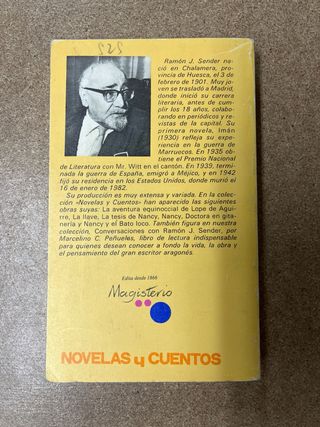 525
Ramón J. Sender na-
ció en Chalamera, pro-
vincia de Huesca, el 3 de
febrero de 1901. Muy jo-
ven se trasladó a Madrid,
donde inició su carrera
literaria, antes de cum-
plir los 18 años, colabo-
rando en periódicos y re-
vistas de la capital. Su
primera novela, Imán
(1930) refleja su expe-
riencia en la guerra de
Marruecos. En 1935 ob-
tiene el Premio Nacional
de Literatura con Mr. Witt en el cantón. En 1939, ter-
minada la guerra de España, emigró a Méjico, y en 1942
fijó su residencia en los Estados Unidos, donde murió el
16 de enero de 1982.
Su producción es muy extensa y variada. En la colec-
ción «Novelas y Cuentos» han aparecido las siguientes
obras suyas: La aventura equinoccial de Lope de Agui-
rre, La llave, La tesis de Nancy, Nancy, Doctora en gita-
nería y Nancy y el Bato loco. También figura en nuestra
colección, Conversaciones con Ramón J. Sender, por
Marcelino C. Peñuelas, libro de lectura indispensable
para quienes desean conocer a fondo la vida, la obra y
el pensamiento del gran escritor aragonés.
Edita desde 1866
Magisterio
NOVELAS y CUENTOS